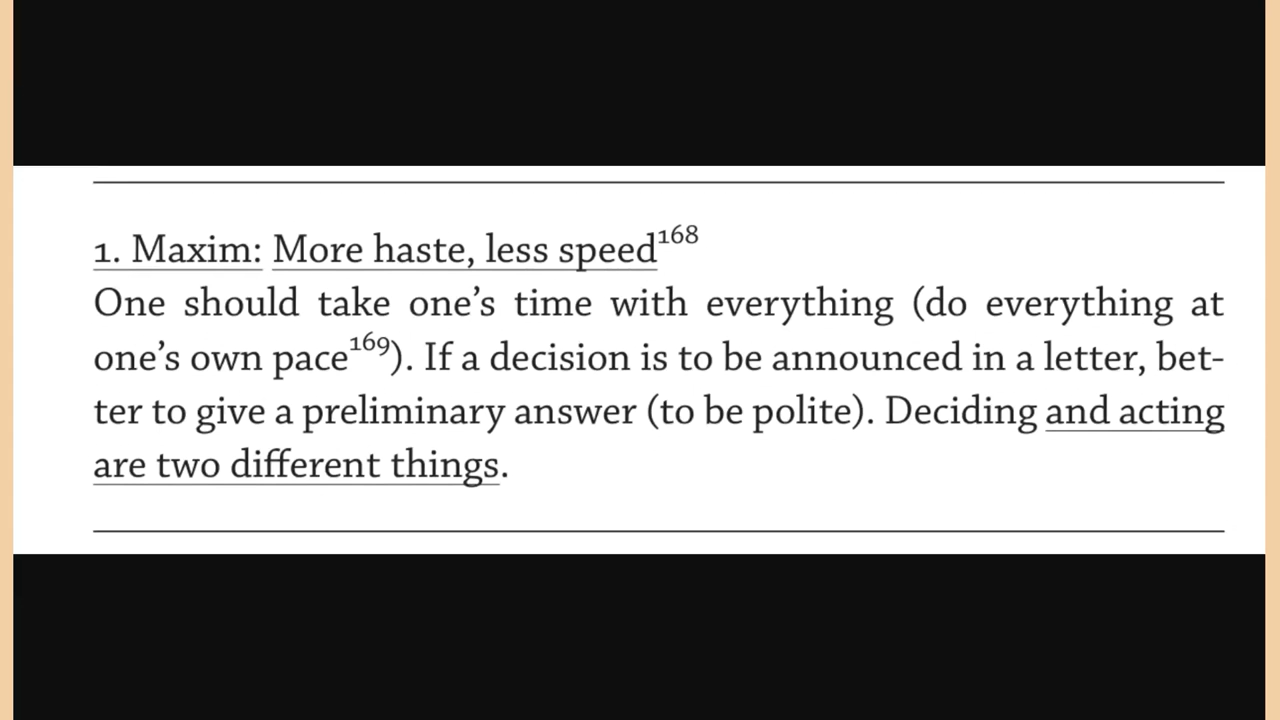 1. Maxim: More haste, less speed168
One should take one’s time with everything (do everything at
one’s own pace169). If a decision is to be announced in a letter, bet-
ter to give a preliminary answer (to be polite). Deciding and acting
are two different things.